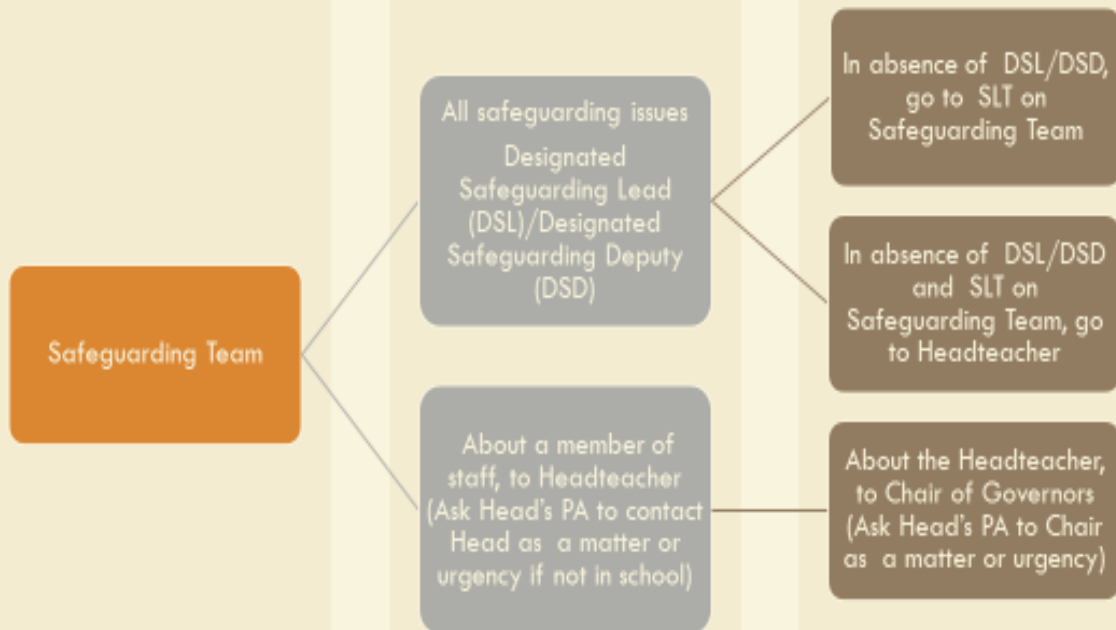 Safeguarding Team
All safeguarding issues
Designated
Safeguarding Lead
(DSL)/Designated
Safeguarding Deputy
(DSD)
About a member of
staff, to Headteacher
(Ask Head's PA to contact
Head as a matter or
urgency if not in school)
In absence of DSL/DSD,
go to SLT on
Safeguarding Team
In absence of DSL/DSD
and SLT on
Safeguarding Team, go
to Headteacher
About the Headteacher,
to Chair of Governors
(Ask Head's PA to Chair
as a matter or urgency)